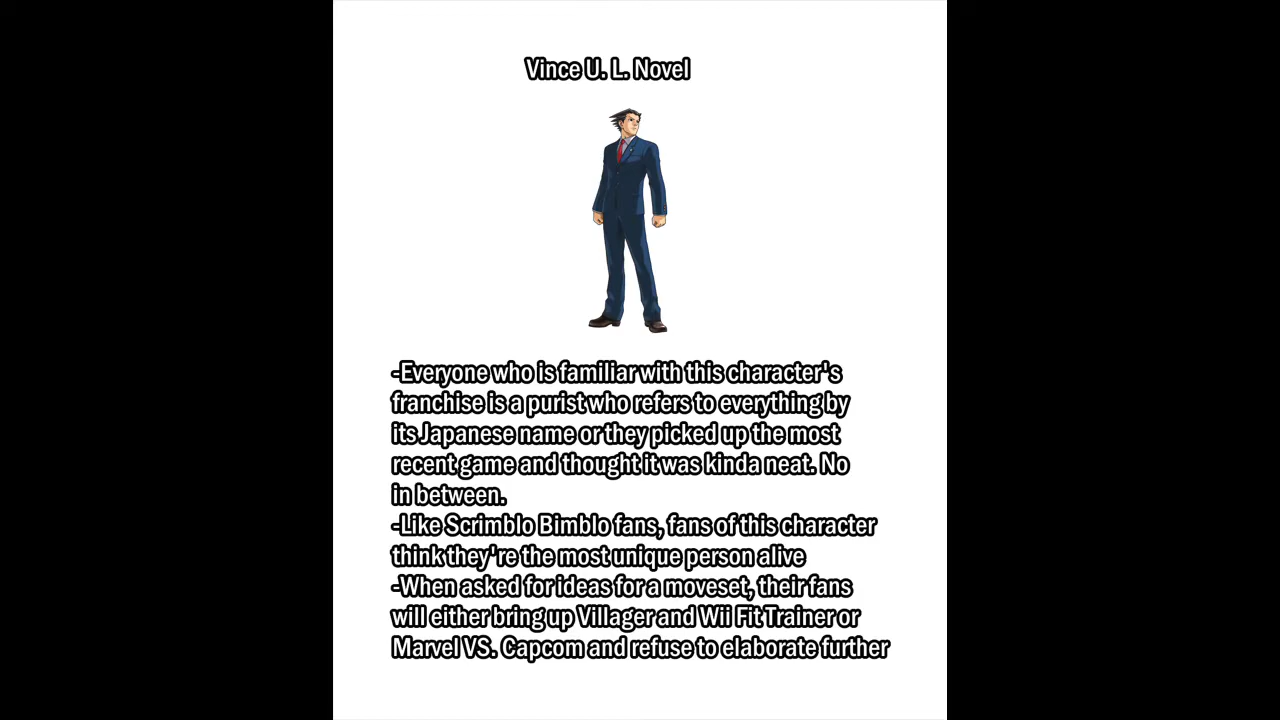 Vince U. L. Novel
-Everyone who is familiar with this character's
franchise is a purist who refers to everything by
its Japanese name or they picked up the most
recent game and thought it was kinda neat. No
in between.
-Like Scrimblo Bimblo fans, fans of this character
think they're the most unique person alive
-When asked for ideas for a moveset, their fans
will either bring up Villager and Wii Fit Trainer or
Marvel VS. Capcom and refuse to elaborate further